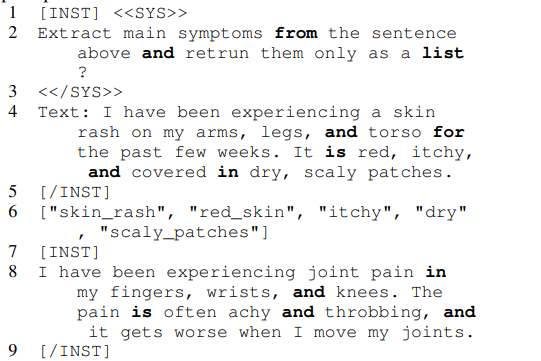 1 [INST] <<SYS>>
2 Extract main symptoms from the sentence
above and retrun them only as a list
?
3 <</SYS>>
4 Text: I have been experiencing a skin
rash on my arms, legs, and torso for
the past few weeks. It is red, itchy,
and covered in dry, scaly patches.
5 [/INST]
6 ["skin_rash", "red_skin", "itchy", "dry"
, "scaly_patches"]
7 [INST]
8 I have been experiencing joint pain in
my fingers, wrists, and knees. The
pain is often achy and throbbing, and
it gets worse when I move my joints.
9 [/INST]